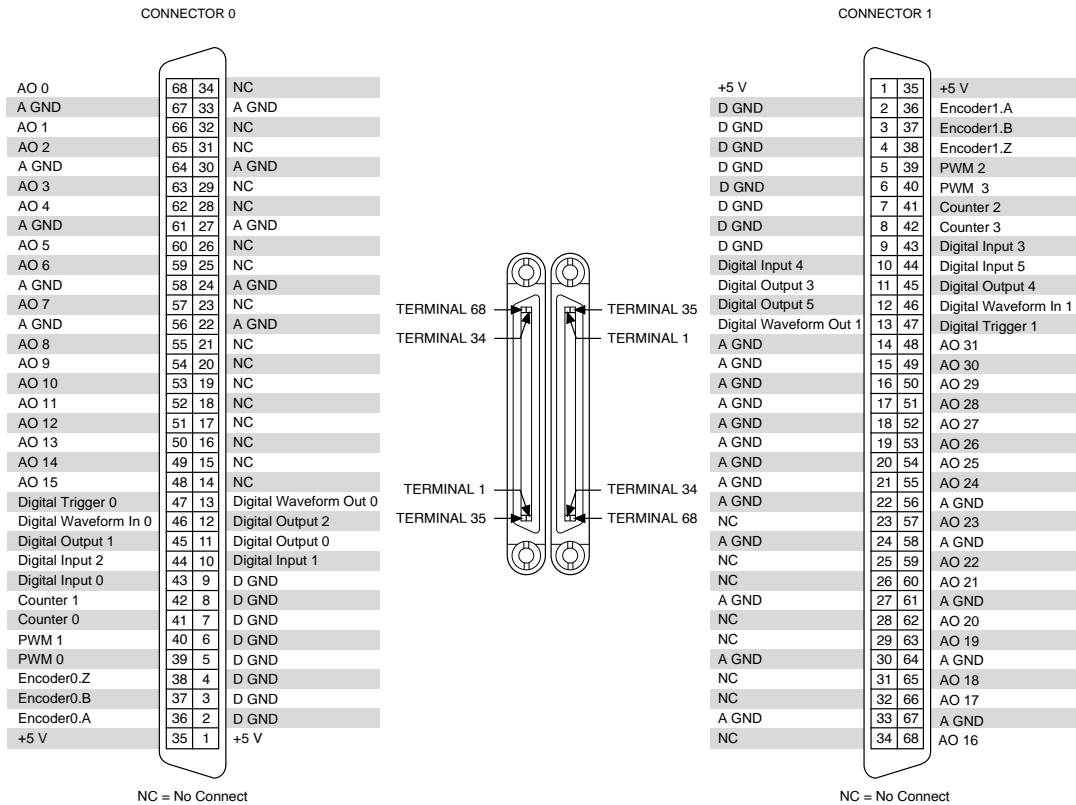 CONNECTOR 0
AO 0 68 34 NC
A GND 67 33 A GND
AO 1 66 32 NC
AO 2 65 31 NC
A GND 64 30 A GND
AO 3 63 29 NC
AO 4 62 28 NC
A GND 61 27 A GND
AO 5 60 26 NC
AO 6 59 25 NC
A GND 58 24 A GND
AO 7 57 23 NC
A GND 56 22 A GND
AO 8 55 21 NC
AO 9 54 20 NC
AO 10 53 19 NC
AO 11 52 18 NC
AO 12 51 17 NC
AO 13 50 16 NC
AO 14 49 15 NC
AO 15 48 14 NC
Digital Trigger 0 47 13 Digital Waveform Out 0
Digital Waveform In 0 46 12 Digital Output 2
Digital Output 1 45 11 Digital Output 0
Digital Input 2 44 10 Digital Input 1
Digital Input 0 43 9 D GND
Counter 1 42 8 D GND
Counter 0 41 7 D GND
PWM 1 40 6 D GND
PWM 0 39 5 D GND
Encoder0.Z 38 4 D GND
Encoder0.B 37 3 D GND
Encoder0.A 36 2 D GND
+5 V 35 1 +5 V
NC = No Connect
TERMINAL 68
TERMINAL 34
TERMINAL 35
TERMINAL 1
TERMINAL 1
TERMINAL 35
TERMINAL 34
TERMINAL 68
CONNECTOR 1
+5 V 1 35 +5 V
D GND 2 36 Encoder1.A
D GND 3 37 Encoder1.B
D GND 4 38 Encoder1.Z
D GND 5 39 PWM 2
D GND 6 40 PWM 3
D GND 7 41 Counter 2
D GND 8 42 Counter 3
D GND 9 43 Digital Input 3
Digital Input 4 10 44 Digital Input 5
Digital Output 3 11 45 Digital Output 4
Digital Output 5 12 46 Digital Waveform In 1
Digital Waveform Out 1 13 47 Digital Trigger 1
A GND 14 48 AO 31
A GND 15 49 AO 30
A GND 16 50 AO 29
A GND 17 51 AO 28
A GND 18 52 AO 27
A GND 19 53 AO 26
A GND 20 54 AO 25
A GND 21 55 AO 24
A GND 22 56 A GND
NC 23 57 AO 23
A GND 24 58 A GND
NC 25 59 AO 22
NC 26 60 AO 21
A GND 27 61 A GND
NC 28 62 AO 20
NC 29 63 AO 19
A GND 30 64 A GND
NC 31 65 AO 18
NC 32 66 AO 17
A GND 33 67 A GND
NC 34 68 AO 16
NC = No Connect